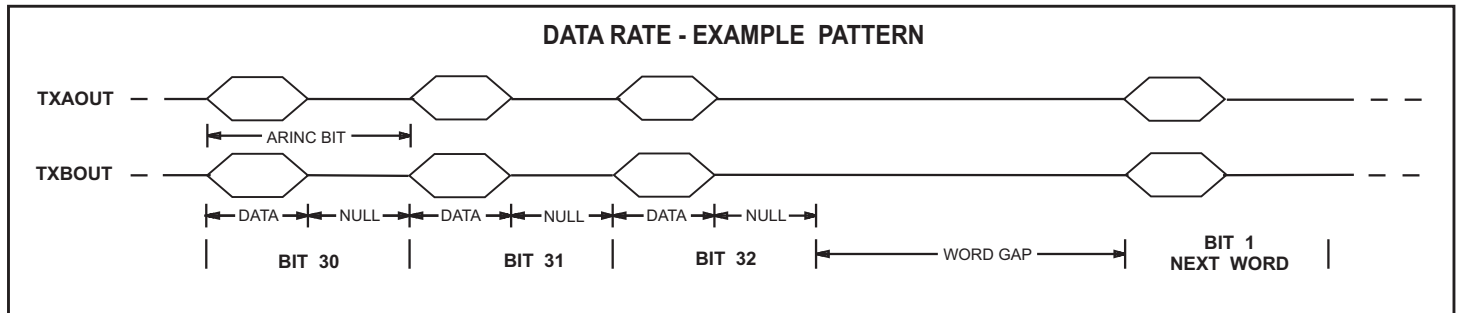 DATA RATE - EXAMPLE PATTERN
TXAOUT
ARINC BIT
TXBOUT
DATA NULL DATA NULL DATA NULL
BIT 30 BIT 31 BIT 32 WORD GAP BIT 1
NEXT WORD